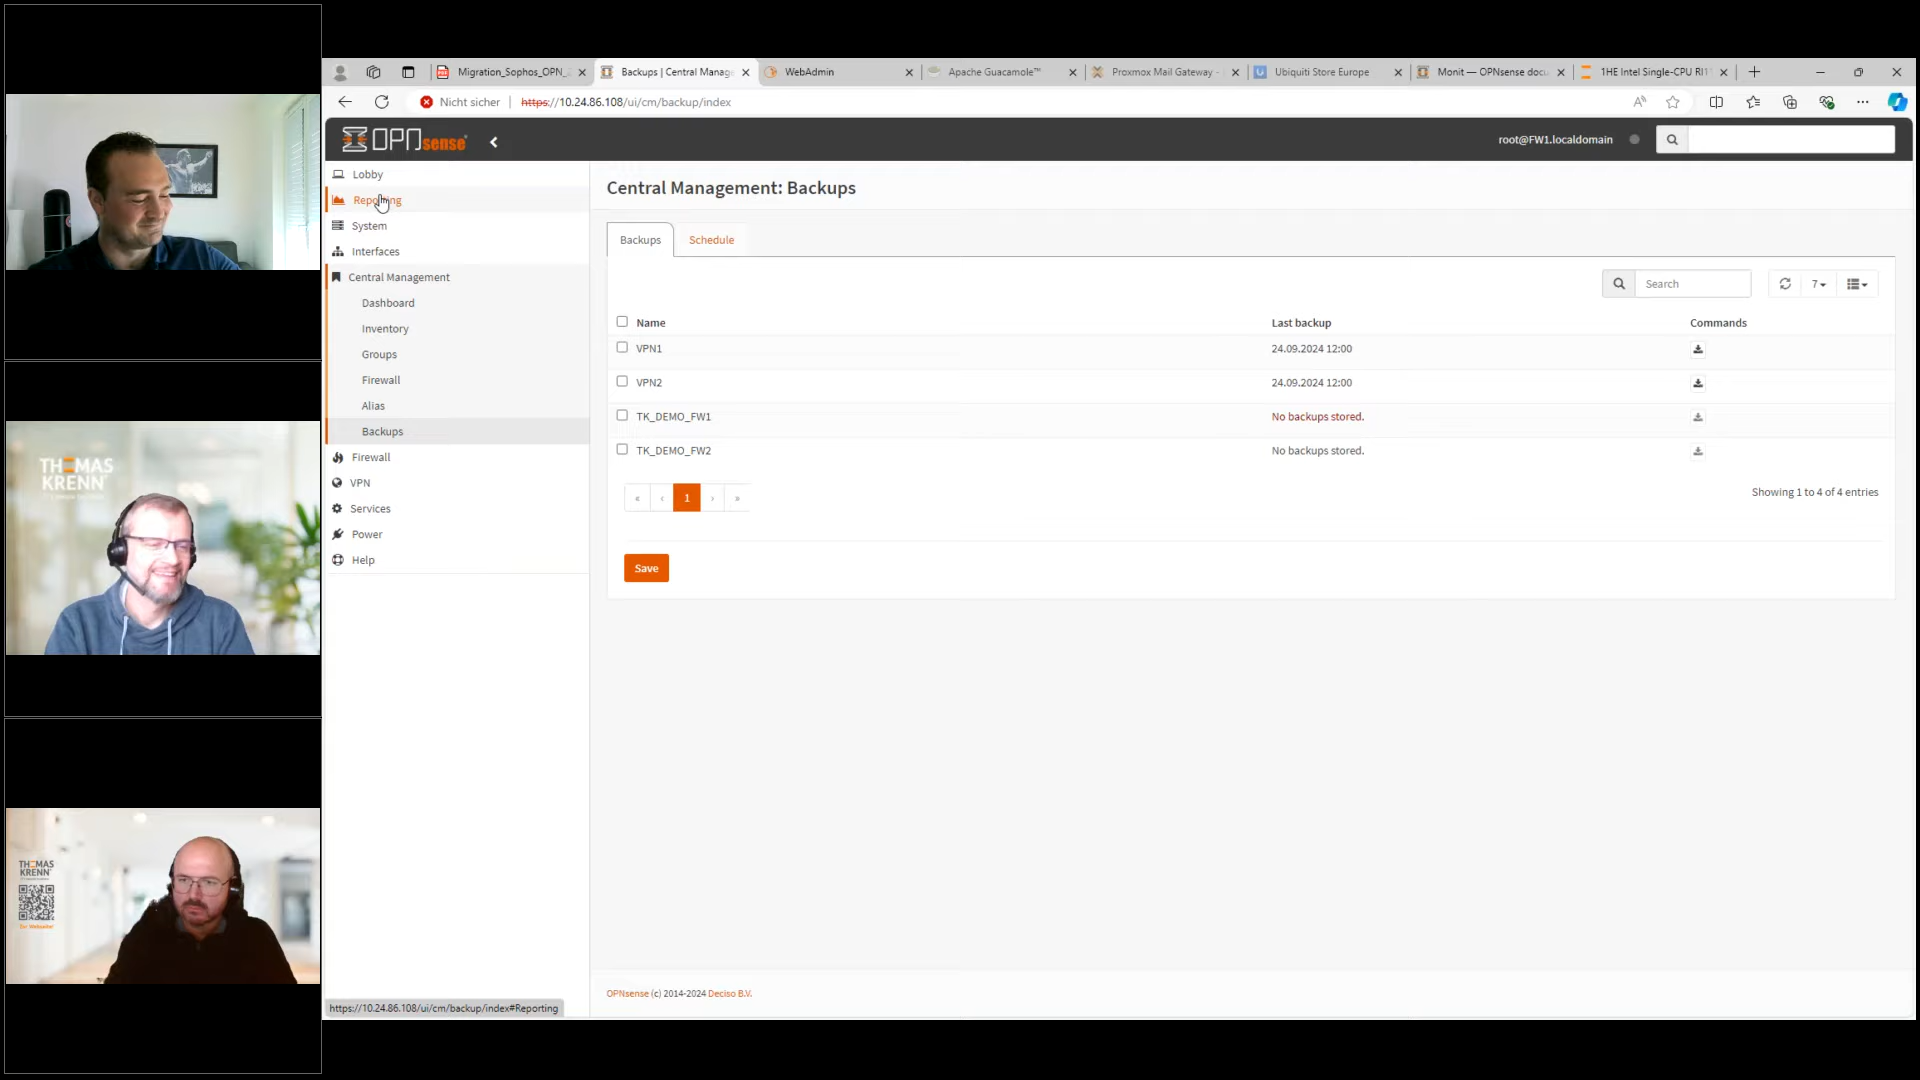 Migration_Sophos_OPN_
Backups | Central Manag
WebAdmin
Apache Guacamole™
Proxmox Mail Gateway -
Ubiquiti Store Europe
Monit — OPNsense docu
1HE Intel Single-CPU RI1
Nicht sicher
https://10.24.86.108/ui/cm/backup/index
OPNsense
root@FW1.localdomain
Lobby
Reporting
System
Interfaces
Central Management
Dashboard
Inventory
Groups
Firewall
Alias
Backups
Firewall
VPN
Services
Power
Help
Central Management: Backups
Backups
Schedule
Search
7
Name
Last backup
Commands
VPN1
24.09.2024 12:00
VPN2
24.09.2024 12:00
TK_DEMO_FW1
No backups stored.
TK_DEMO_FW2
No backups stored.
« ‹ 1 › »
Showing 1 to 4 of 4 entries
Save
OPNsense (c) 2014-2024 Deciso B.V.
https://10.24.86.108/ui/cm/backup/index#Reporting
THOMAS
KRENN
THOMAS
KRENN